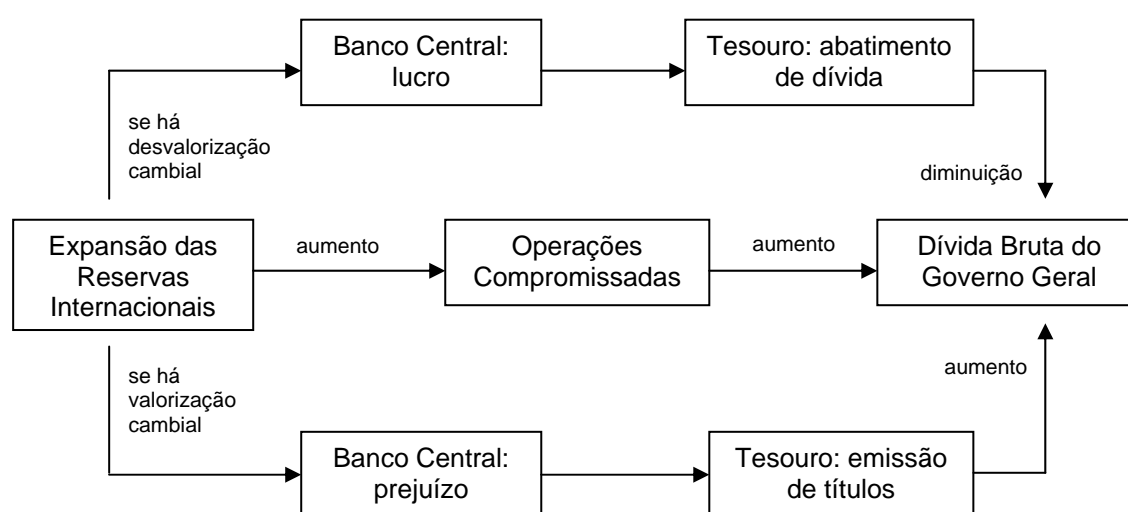 Banco Central:
lucro
Tesouro: abatimento
de dívida
se há
desvalorização
cambial
diminuição
Expansão das
Reservas
Internacionais
aumento
Operações
Compromissadas
aumento
Dívida Bruta do
Governo Geral
se há
valorização
cambial
aumento
Banco Central:
prejuízo
Tesouro: emissão
de títulos